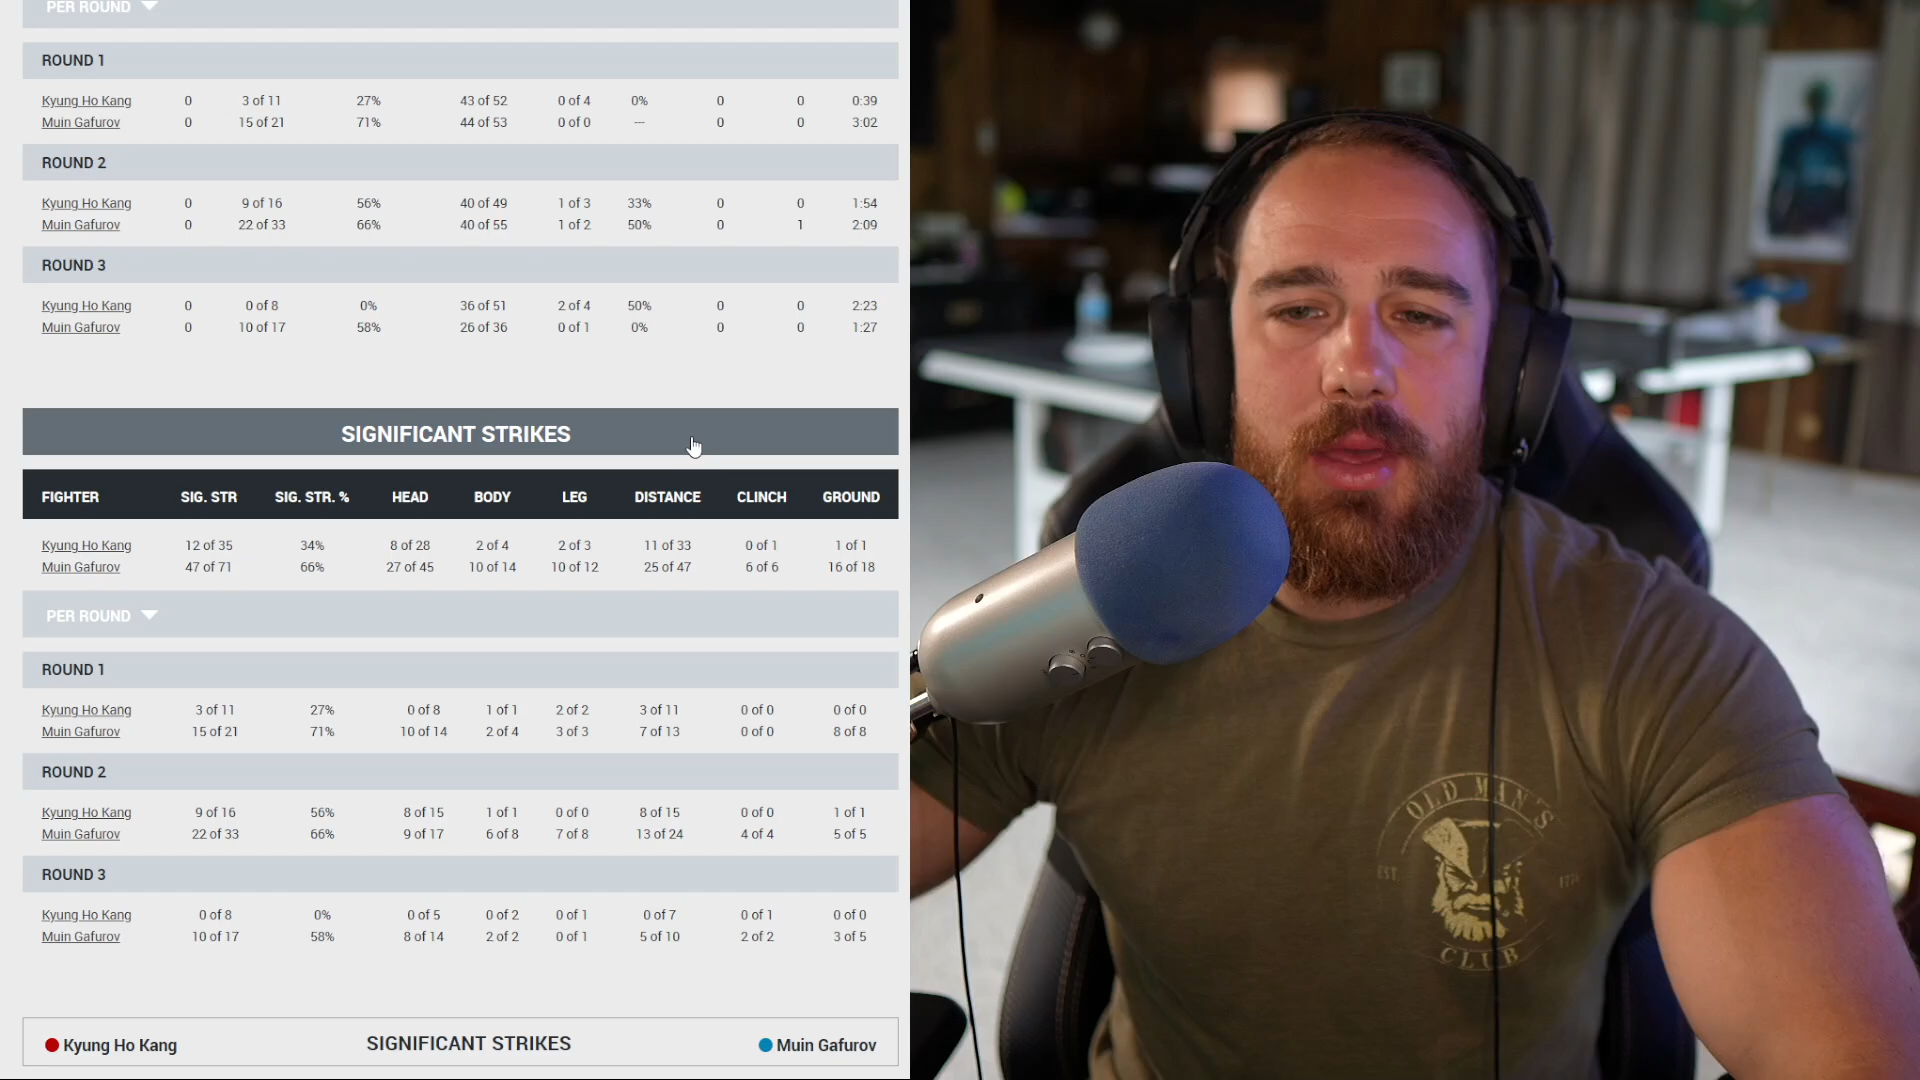 PER ROUND
ROUND 1
Kyung Ho Kang 0 3 of 11 27% 43 of 52 0 of 4 0% 0 0 0:39
Muin Gafurov 0 15 of 21 71% 44 of 53 0 of 0 --- 0 0 3:02
ROUND 2
Kyung Ho Kang 0 9 of 16 56% 40 of 49 1 of 3 33% 0 0 1:54
Muin Gafurov 0 22 of 33 66% 40 of 55 1 of 2 50% 0 1 2:09
ROUND 3
Kyung Ho Kang 0 0 of 8 0% 36 of 51 2 of 4 50% 0 0 2:23
Muin Gafurov 0 10 of 17 58% 26 of 36 0 of 1 0% 0 0 1:27
SIGNIFICANT STRIKES
FIGHTER SIG. STR SIG. STR. % HEAD BODY LEG DISTANCE CLINCH GROUND
Kyung Ho Kang 12 of 35 34% 8 of 28 2 of 4 2 of 3 11 of 33 0 of 1 1 of 1
Muin Gafurov 47 of 71 66% 27 of 45 10 of 14 10 of 12 25 of 47 6 of 6 16 of 18
PER ROUND
ROUND 1
Kyung Ho Kang 3 of 11 27% 0 of 8 1 of 1 2 of 2 3 of 11 0 of 0 0 of 0
Muin Gafurov 15 of 21 71% 10 of 14 2 of 4 3 of 3 7 of 13 0 of 0 8 of 8
ROUND 2
Kyung Ho Kang 9 of 16 56% 8 of 15 1 of 1 0 of 0 8 of 15 0 of 0 1 of 1
Muin Gafurov 22 of 33 66% 9 of 17 6 of 8 7 of 8 13 of 24 4 of 4 5 of 5
ROUND 3
Kyung Ho Kang 0 of 8 0% 0 of 5 0 of 2 0 of 1 0 of 7 0 of 1 0 of 0
Muin Gafurov 10 of 17 58% 8 of 14 2 of 2 0 of 1 5 of 10 2 of 2 3 of 5
Kyung Ho Kang SIGNIFICANT STRIKES Muin Gafurov
OLD MAN'S
EST.
CLUB